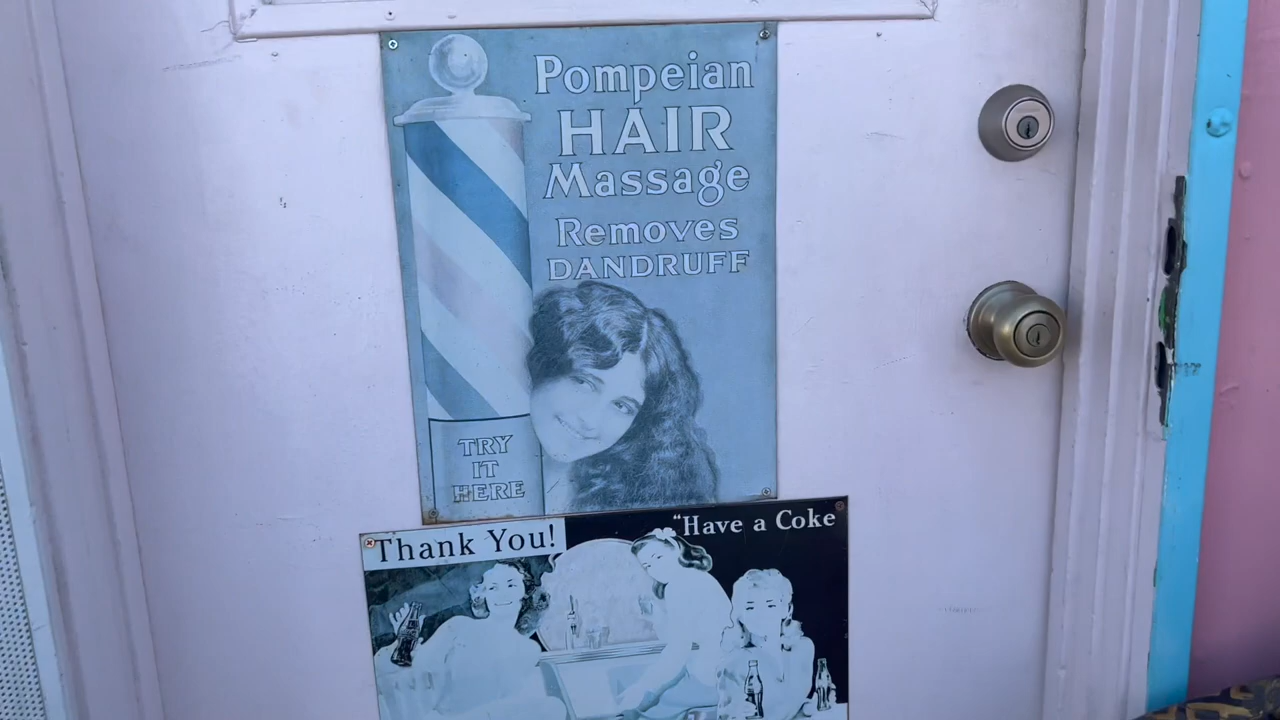 Pompeian
HAIR
Massage
Removes
DANDRUFF
TRY
IT
HERE
Thank You!
"Have a Coke